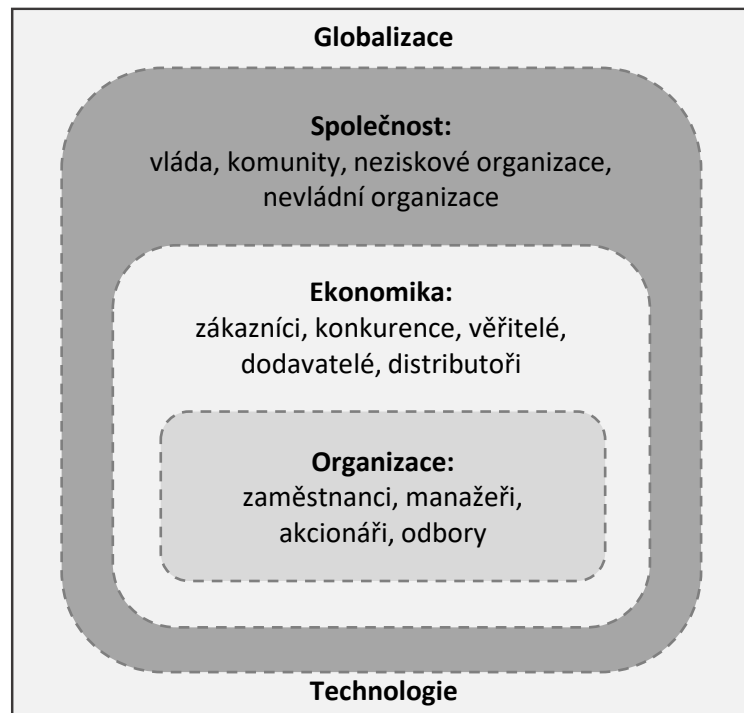 Globalizace
Společnost:
vláda, komunity, neziskové organizace,
nevládní organizace
Ekonomika:
zákazníci, konkurence, věřitelé,
dodavatelé, distributoři
Organizace:
zaměstnanci, manažeři,
akcionáři, odbory
Technologie